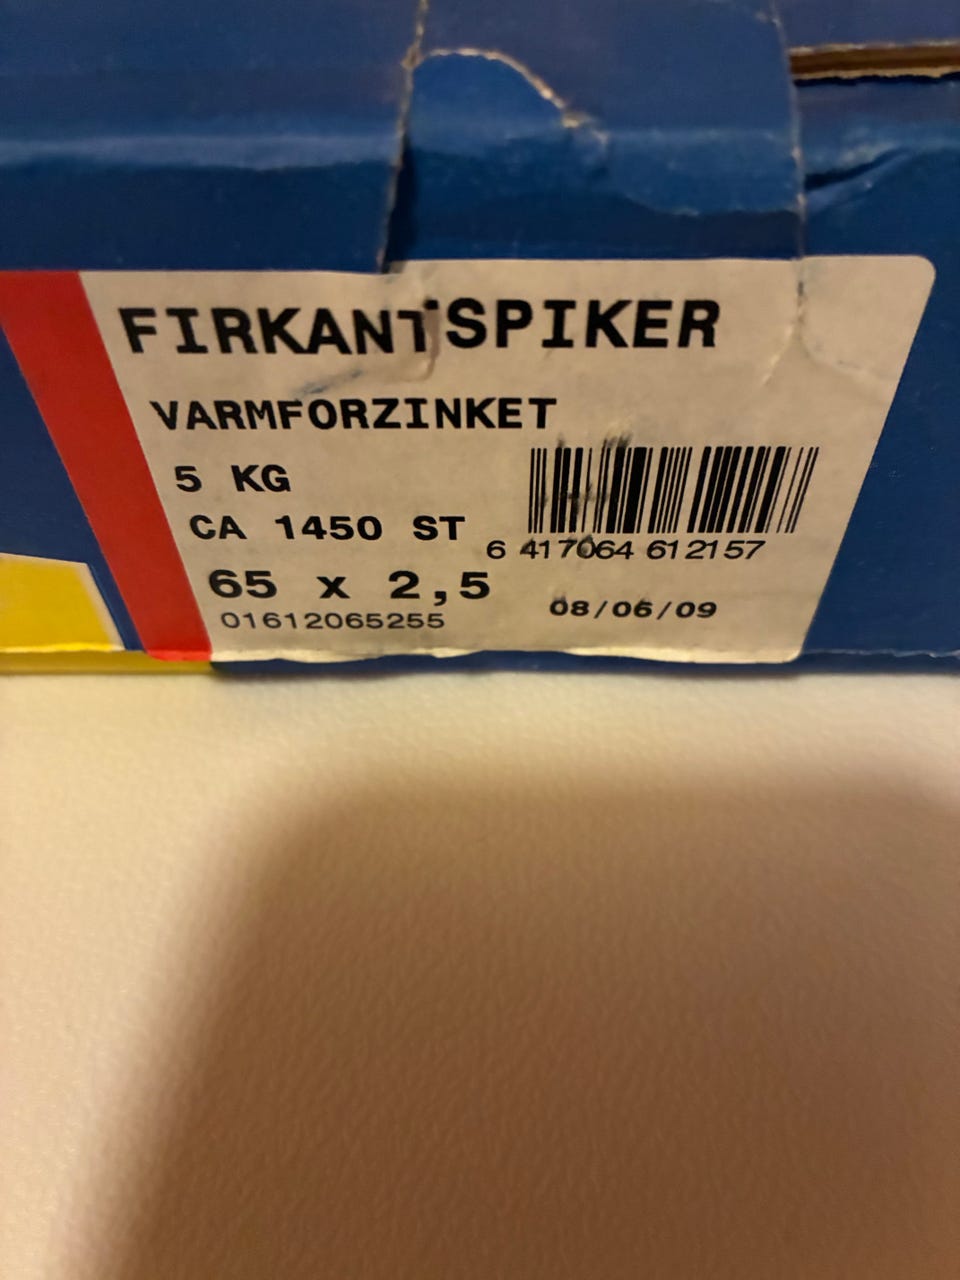 FIRKANTSPIKER
VARMFORZINKET
5 KG
CA 1450 ST
6 417064 612157
65 x 2,5
08/06/09
01612065255